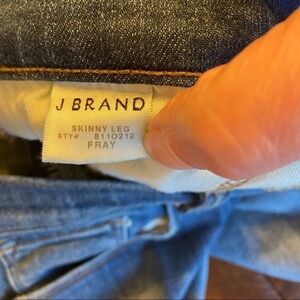 J BRAND
SKINNY LEG
STY# 8110212
FRAY